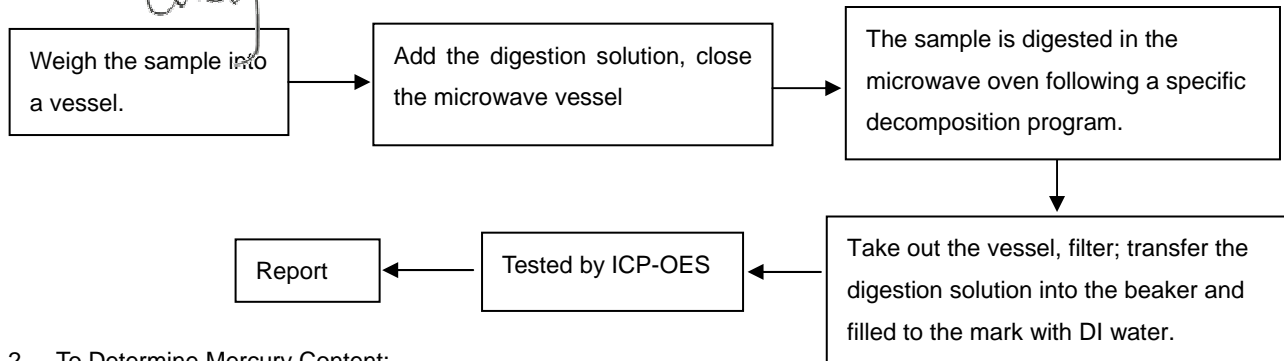 Weigh the sample into
a vessel.
Add the digestion solution, close
the microwave vessel
The sample is digested in the
microwave oven following a specific
decomposition program.
Take out the vessel, filter; transfer the
digestion solution into the beaker and
filled to the mark with DI water.
Tested by ICP-OES
Report
2. To Determine Mercury Content: